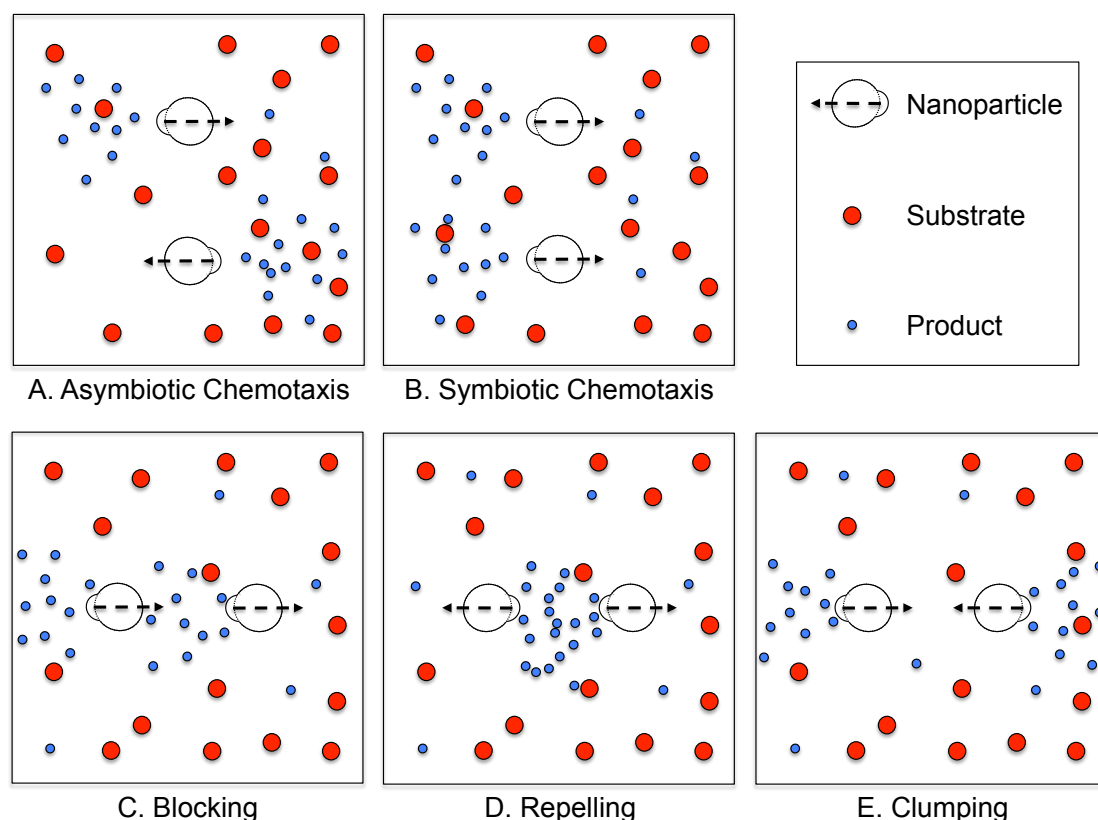 Nanoparticle
Substrate
Product
A. Asymbiotic Chemotaxis
B. Symbiotic Chemotaxis
C. Blocking
D. Repelling
E. Clumping